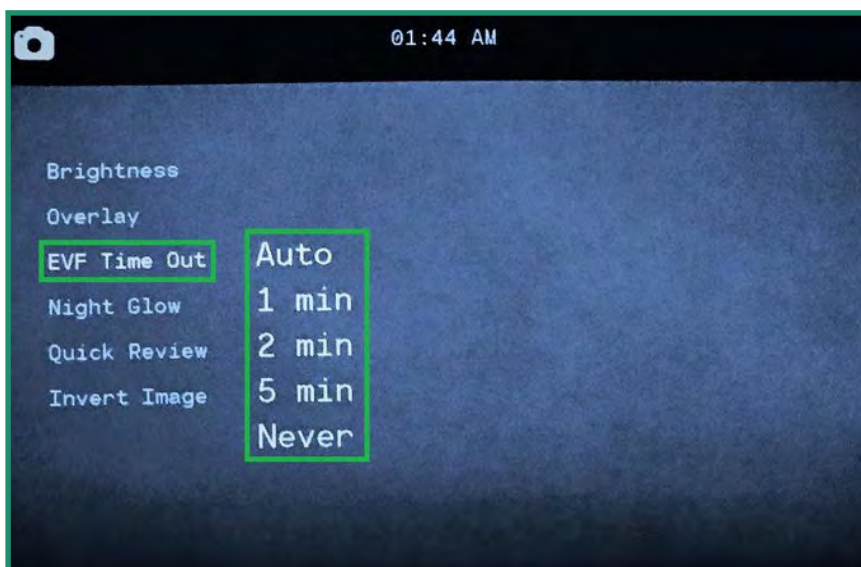 01:44 AM
Brightness
Overlay
EVF Time Out
Night Glow
Quick Review
Invert Image
Auto
1 min
2 min
5 min
Never